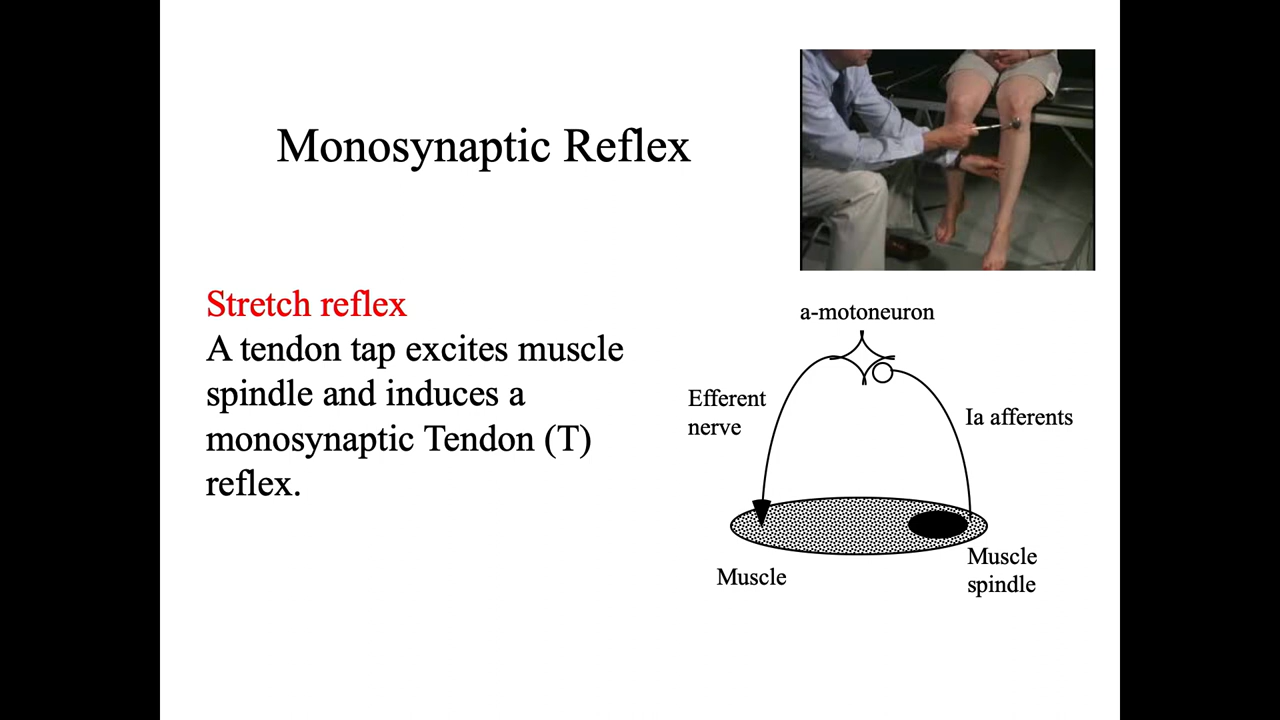 Monosynaptic Reflex
Stretch reflex
A tendon tap excites muscle
spindle and induces a
monosynaptic Tendon (T)
reflex.
a-motoneuron
Efferent
nerve
Ia afferents
Muscle
Muscle
spindle